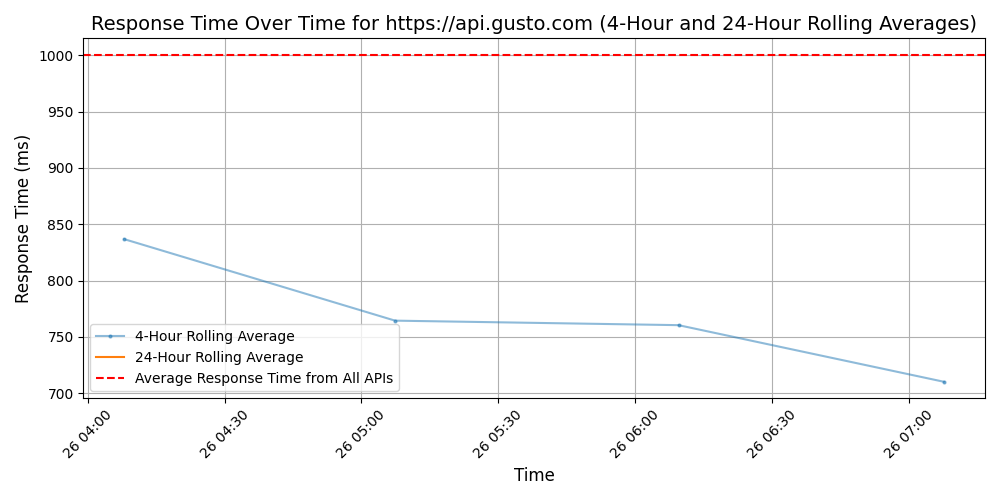 Response Time Over Time for https://api.gusto.com (4-Hour and 24-Hour Rolling Averages)
Response Time (ms)
1000
950
900
850
800
750
700
4-Hour Rolling Average
24-Hour Rolling Average
Average Response Time from All APIs
26 04:00
26 04:30
26 05:00
26 05:30
26 06:00
26 06:30
26 07:00
Time